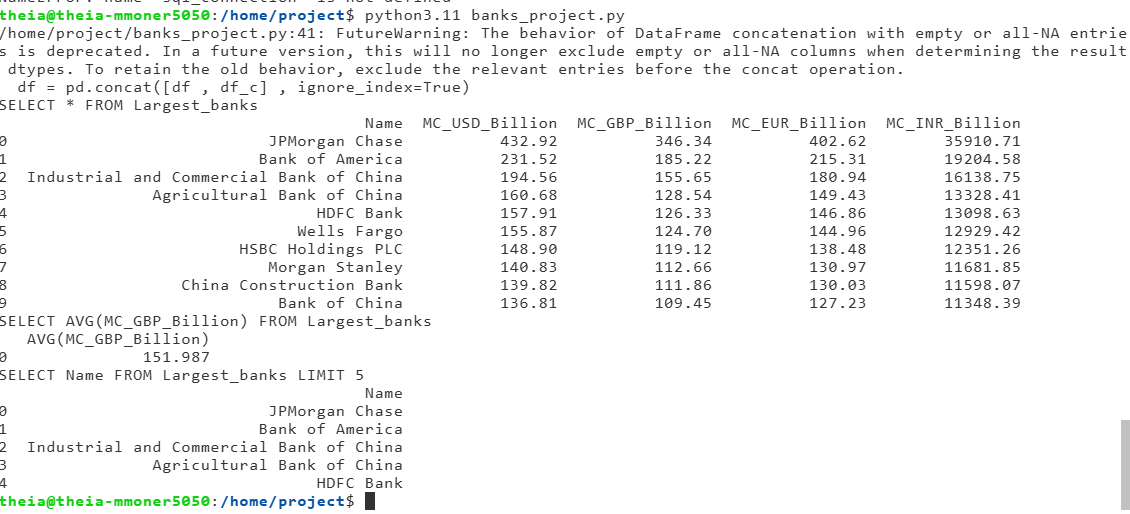 NameError: name 'sql_connection' is not defined
theia@theia-mmoner5050:/home/project$ python3.11 banks_project.py
/home/project/banks_project.py:41: FutureWarning: The behavior of DataFrame concatenation with empty or all-NA entrie
s is deprecated. In a future version, this will no longer exclude empty or all-NA columns when determining the result
 dtypes. To retain the old behavior, exclude the relevant entries before the concat operation.
  df = pd.concat([df , df_c] , ignore_index=True)
SELECT * FROM Largest_banks
                                      Name  MC_USD_Billion  MC_GBP_Billion  MC_EUR_Billion  MC_INR_Billion
0                           JPMorgan Chase          432.92          346.34          402.62        35910.71
1                          Bank of America          231.52          185.22          215.31        19204.58
2  Industrial and Commercial Bank of China          194.56          155.65          180.94        16138.75
3               Agricultural Bank of China          160.68          128.54          149.43        13328.41
4                                HDFC Bank          157.91          126.33          146.86        13098.63
5                              Wells Fargo          155.87          124.70          144.96        12929.42
6                        HSBC Holdings PLC          148.90          119.12          138.48        12351.26
7                           Morgan Stanley          140.83          112.66          130.97        11681.85
8                  China Construction Bank          139.82          111.86          130.03        11598.07
9                            Bank of China          136.81          109.45          127.23        11348.39
SELECT AVG(MC_GBP_Billion) FROM Largest_banks
   AVG(MC_GBP_Billion)
0              151.987
SELECT Name FROM Largest_banks LIMIT 5
                                      Name
0                           JPMorgan Chase
1                          Bank of America
2  Industrial and Commercial Bank of China
3               Agricultural Bank of China
4                                HDFC Bank
theia@theia-mmoner5050:/home/project$